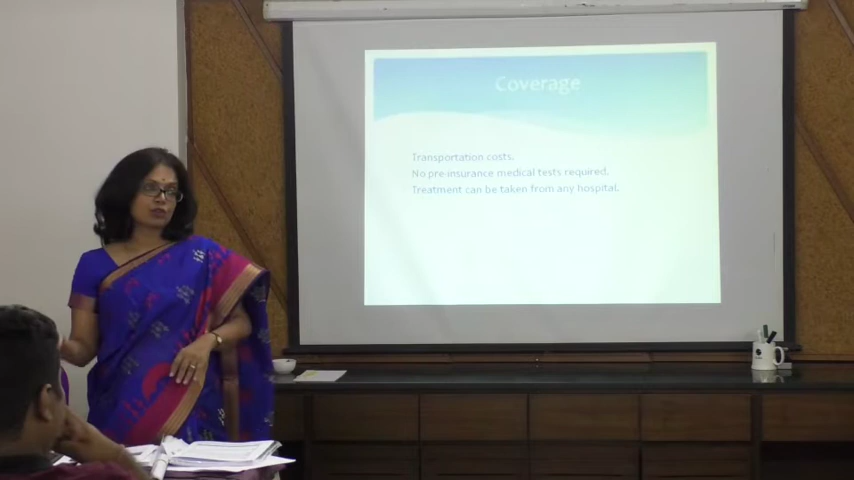 Coverage
Transportation costs.
No pre insurance medical tests required.
Treatment can be taken from any hospital.